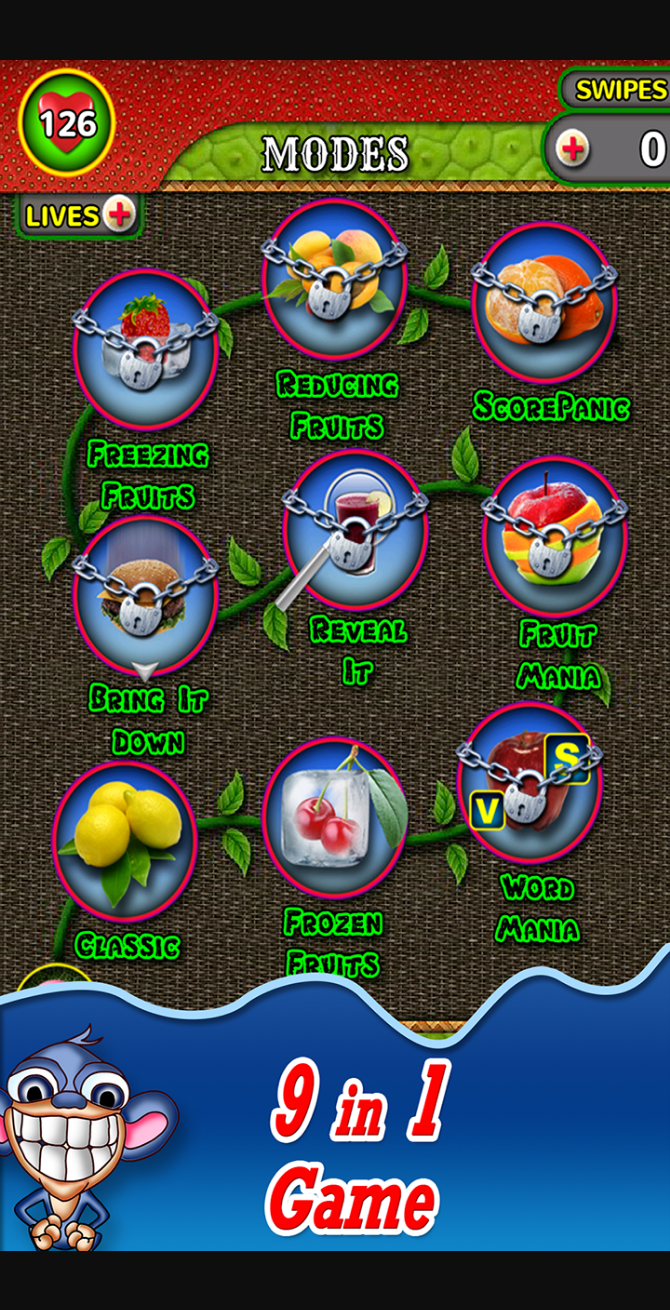 126
MODES
SWIPES
0
LIVES
REDUCING
FRUITS
SCOREPANIC
FREEZING
FRUITS
REVEAL
IT
FRUIT
MANIA
BRING IT
DOWN
S
V
WORD
MANIA
CLASSIC
FROZEN
FRUITS
9 in 1
Game